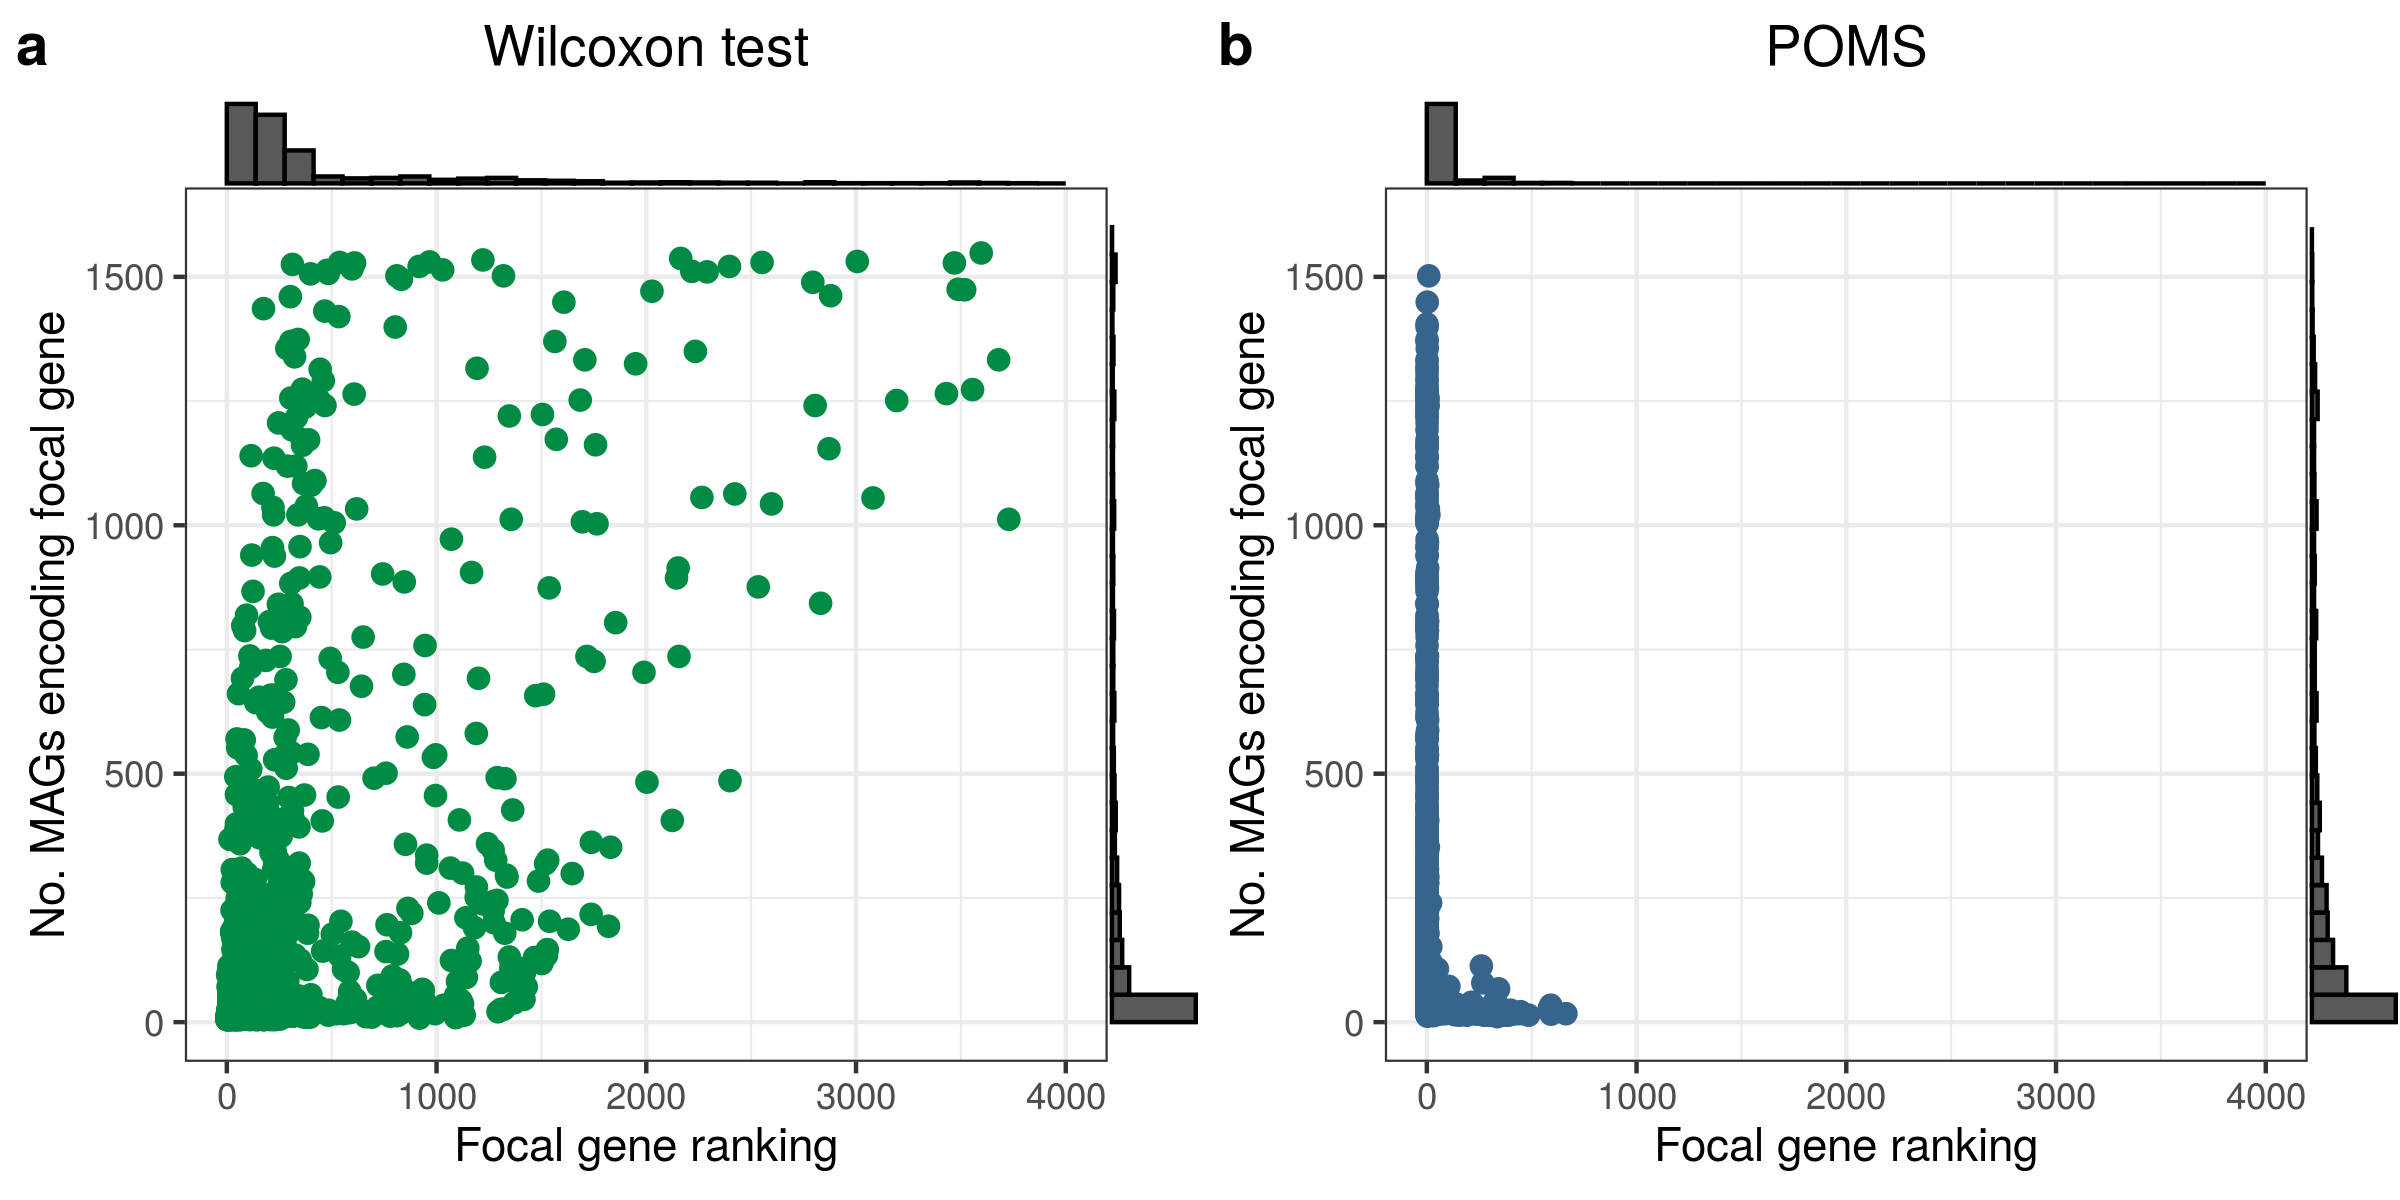 a
Wilcoxon test
No. MAGs encoding focal gene
1500
1000
500
0
0 1000 2000 3000 4000
Focal gene ranking
b
POMS
No. MAGs encoding focal gene
1500
1000
500
0
0 1000 2000 3000 4000
Focal gene ranking